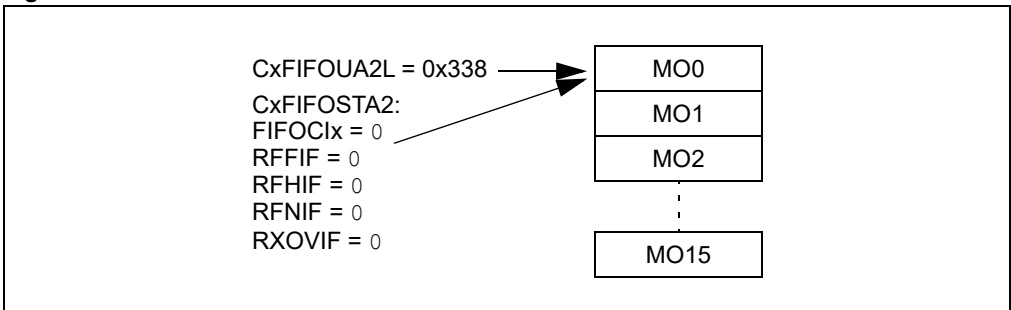 CxFIFOUA2L = 0x338
CxFIFOSTA2:
FIFOCIx = 0
RFFIF = 0
RFHIF = 0
RFNIF = 0
RXOVIF = 0
MO0
MO1
MO2
MO15